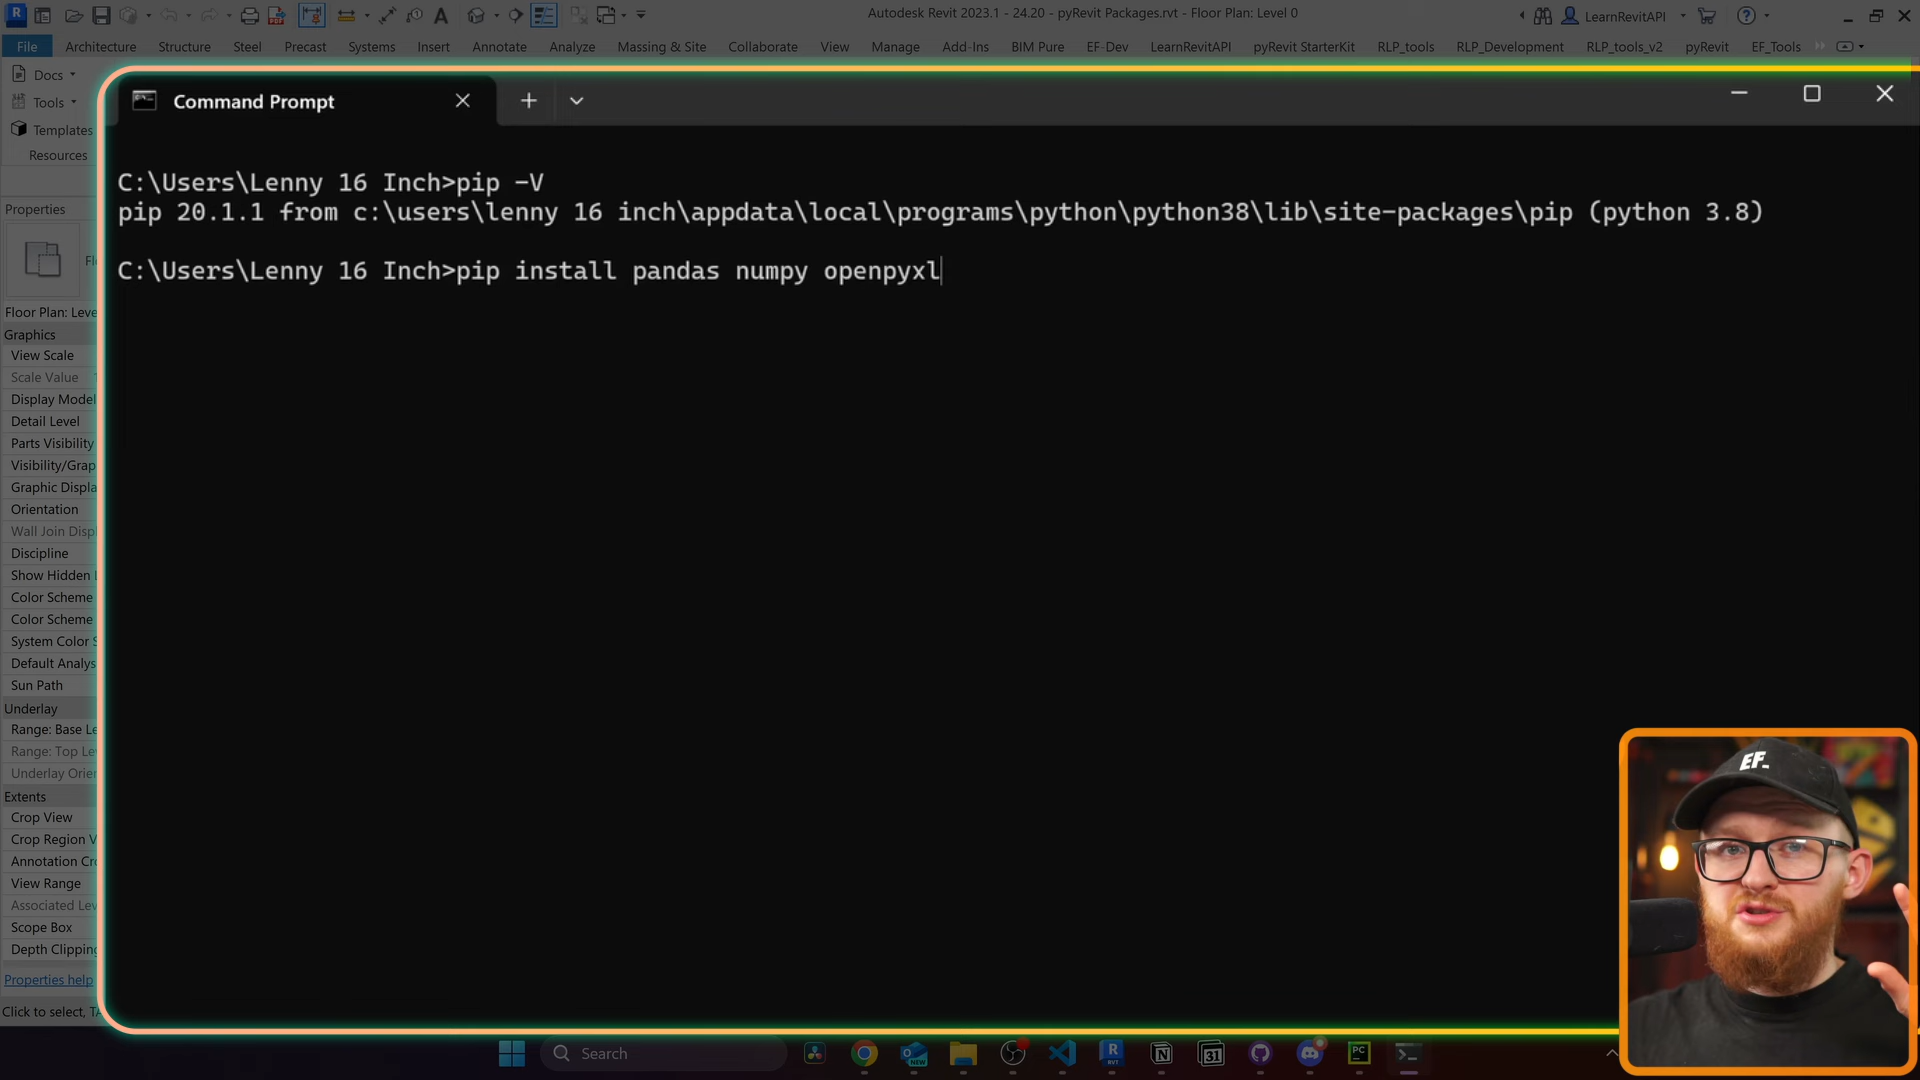 Autodesk Revit 2023.1 - 24.20 - pyRevit Packages.rvt - Floor Plan: Level 0
LearnRevitAPI
File Architecture Structure Steel Precast Systems Insert Annotate Analyze Massing & Site Collaborate View Manage Add-Ins BIM Pure EF-Dev LearnRevitAPI pyRevit StarterKit RLP_tools RLP_Development RLP_tools_v2 pyRevit EF_Tools
Docs
Tools
Templates
Resources
Properties
Floor Plan: Leve
Graphics
View Scale
Scale Value
Display Model
Detail Level
Parts Visibility
Visibility/Grap
Graphic Displa
Orientation
Wall Join Disp
Discipline
Show Hidden
Color Scheme
Color Scheme
System Color S
Default Analys
Sun Path
Underlay
Range: Base Le
Range: Top Lev
Underlay Orien
Extents
Crop View
Crop Region V
Annotation Cr
View Range
Associated Lev
Scope Box
Depth Clipping
Properties help
Click to select, TA
Command Prompt
C:\Users\Lenny 16 Inch>pip -V
pip 20.1.1 from c:\users\lenny 16 inch\appdata\local\programs\python\python38\lib\site-packages\pip (python 3.8)
C:\Users\Lenny 16 Inch>pip install pandas numpy openpyxl
EF_
Search
31